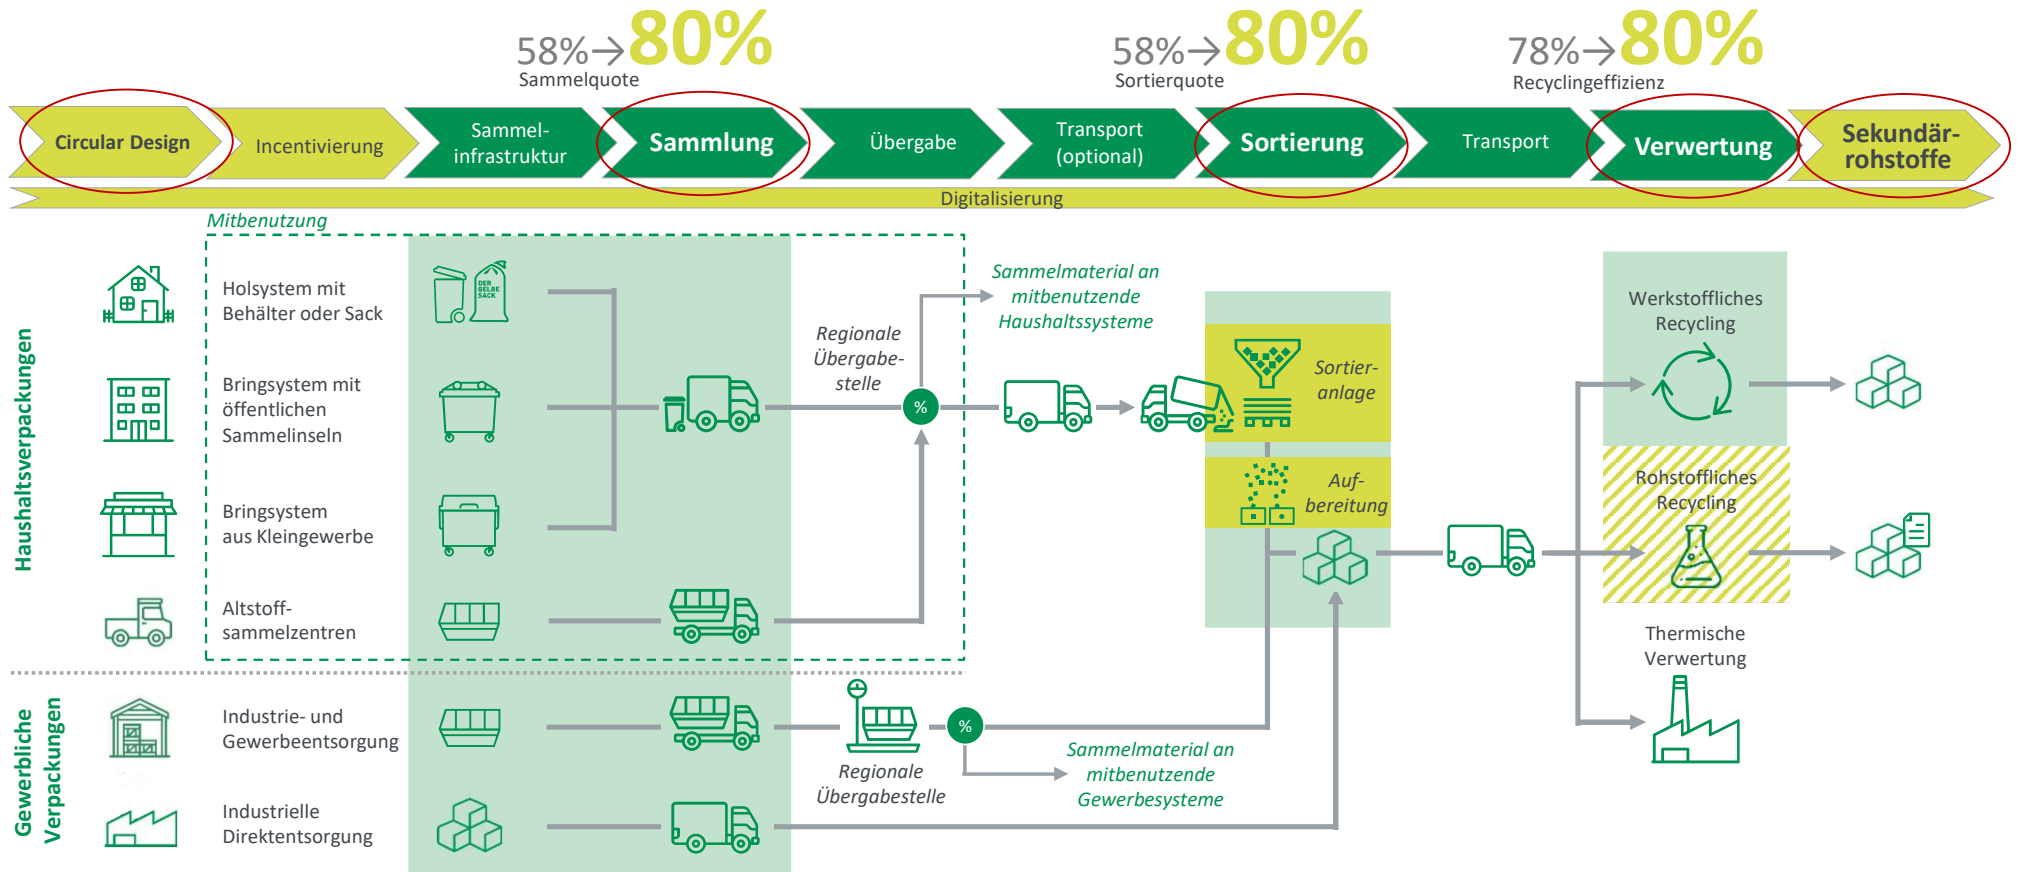 58%→80%
Sammelquote
58%→80%
Sortierquote
78%→80%
Recyclingeffizienz
Circular Design
Incentivierung
Sammel-
infrastruktur
Sammlung
Übergabe
Transport
(optional)
Sortierung
Transport
Verwertung
Sekundär-
rohstoffe
Digitalisierung
Mitbenutzung
Haushaltsverpackungen
Holsystem mit
Behälter oder Sack
DER
GELBE
SACK
Bringsystem mit
öffentlichen
Sammelinseln
Bringsystem
aus Kleingewerbe
Altstoff-
sammelzentren
Regionale
Übergabe-
stelle
%
Sammelmaterial an
mitbenutzende
Haushaltssysteme
Sortier-
anlage
Auf-
bereitung
Werkstoffliches
Recycling
Rohstoffliches
Recycling
Thermische
Verwertung
Gewerbliche
Verpackungen
Industrie- und
Gewerbeentsorgung
Regionale
Übergabestelle
%
Sammelmaterial an
mitbenutzende
Gewerbesysteme
Industrielle
Direktentsorgung